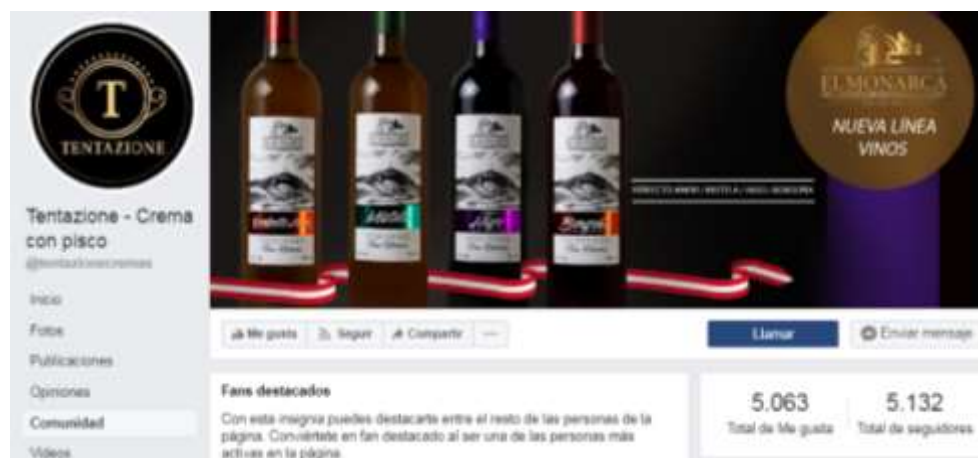 T
TENTAZIONE
EL MONARCA
NUEVA LÍNEA
VINOS
Tentazione - Crema
con pisco
@tentazionecremas
Inicio
Fotos
Publicaciones
Opiniones
Comunidad
Videos
Me gusta
Seguir
Compartir
Llamar
Enviar mensaje
Fans destacados
Con esta insignia puedes destacarte entre el resto de las personas de la
página. Conviértete en fan destacado al ser una de las personas más
activas en la página.
5.063
Total de Me gusta
5.132
Total de seguidores